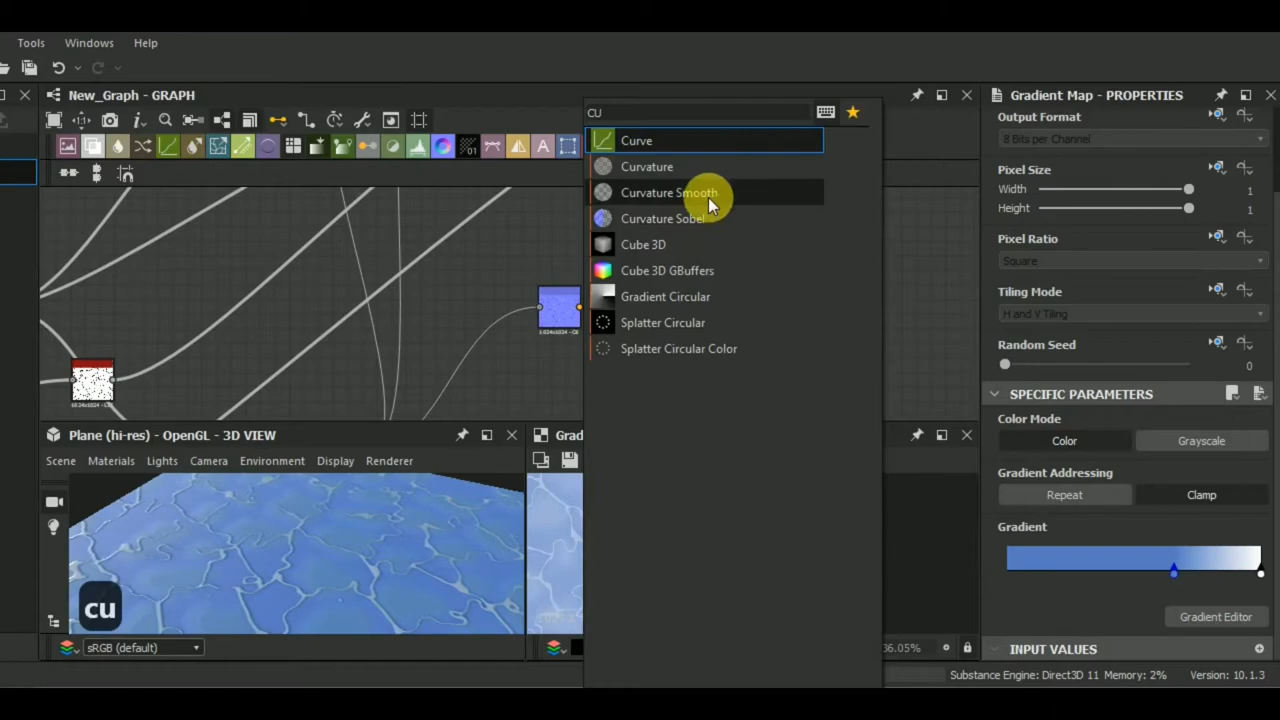 Tools Windows Help
New_Graph - GRAPH
CU
Curve
Curvature
Curvature Smooth
Curvature Sobel
Cube 3D
Cube 3D GBuffers
Gradient Circular
Splatter Circular
Splatter Circular Color
Gradient Map - PROPERTIES
Output Format
8 Bits per Channel
Pixel Size
Width 1
Height 1
Pixel Ratio
Square
Tiling Mode
H and V Tiling
Random Seed
0
SPECIFIC PARAMETERS
Color Mode
Color Grayscale
Gradient Addressing
Repeat Clamp
Gradient
Gradient Editor
INPUT VALUES
Plane (hi-res) - OpenGL - 3D VIEW
Grad
Scene Materials Lights Camera Environment Display Renderer
cu
sRGB (default)
36.05%
Substance Engine: Direct3D 11 Memory: 2% Version: 10.1.3